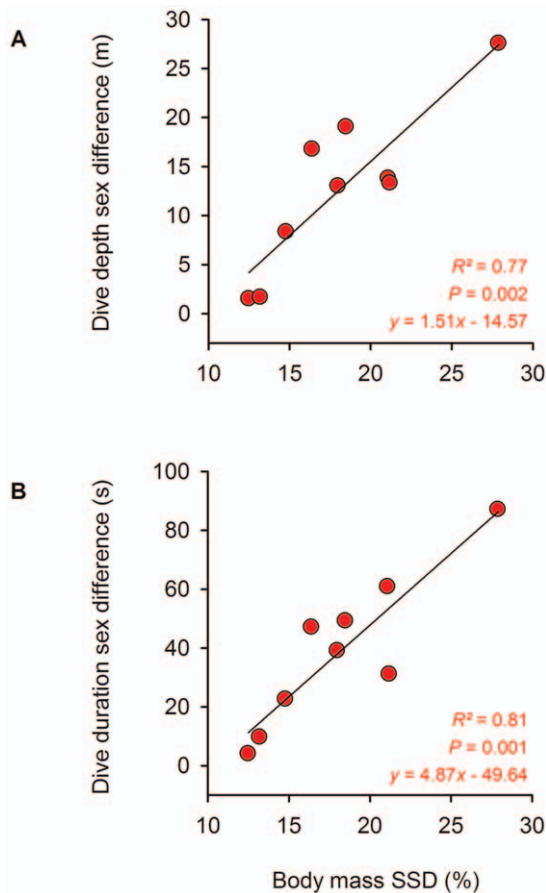 A
Dive depth sex difference (m)
30
25
20
15
10
5
0
10 15 20 25 30
R² = 0.77
P = 0.002
y = 1.51x - 14.57
B
Dive duration sex difference (s)
100
80
60
40
20
0
10 15 20 25 30
R² = 0.81
P = 0.001
y = 4.87x - 49.64
Body mass SSD (%)